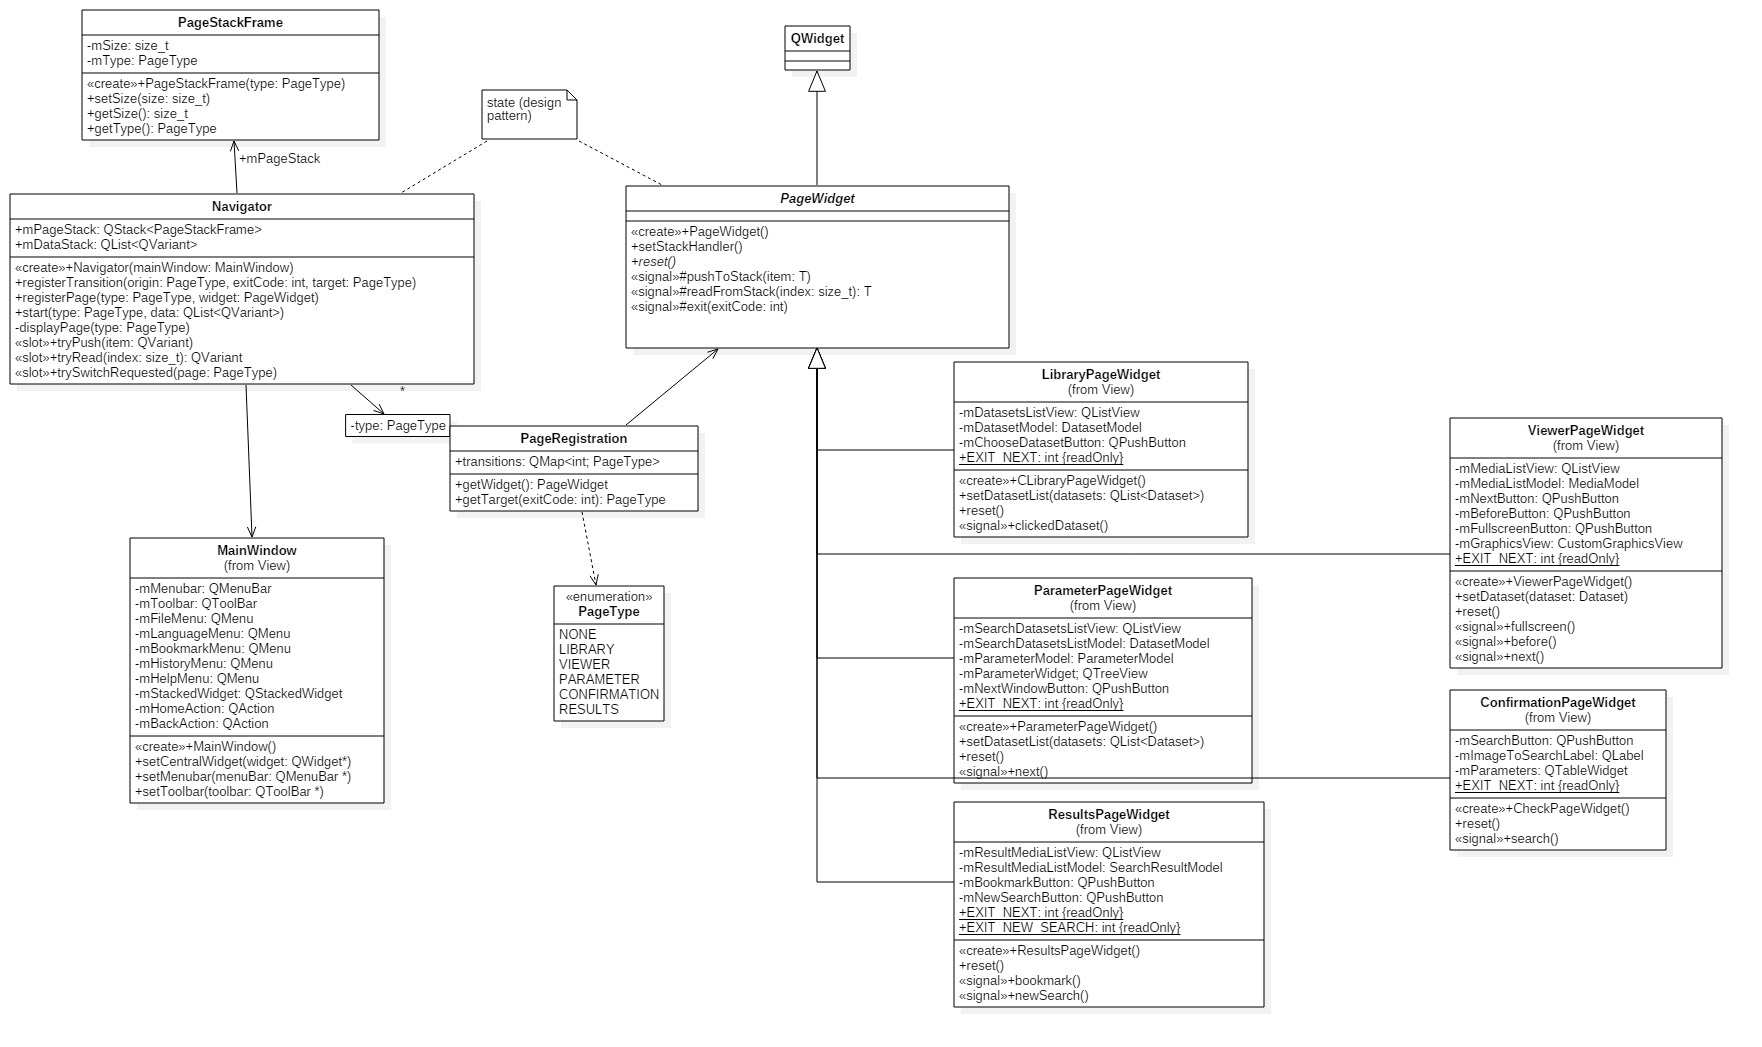 PageStackFrame
-mSize: size_t
-mType: PageType
«create»+PageStackFrame(type: PageType)
+setSize(size: size_t)
+getSize(): size_t
+getType(): PageType
+mPageStack
state (design
pattern)
QWidget
Navigator
+mPageStack: QStack<PageStackFrame>
+mDataStack: QList<QVariant>
«create»+Navigator(mainWindow: MainWindow)
+registerTransition(origin: PageType, exitCode: int, target: PageType)
+registerPage(type: PageType, widget: PageWidget)
+start(type: PageType, data: QList<QVariant>)
-displayPage(type: PageType)
«slot»+tryPush(item: QVariant)
«slot»+tryRead(index: size_t): QVariant
«slot»+trySwitchRequested(page: PageType)
*
-type: PageType
PageWidget
«create»+PageWidget()
+setStackHandler()
+reset()
«signal»#pushToStack(item: T)
«signal»#readFromStack(index: size_t): T
«signal»#exit(exitCode: int)
PageRegistration
+transitions: QMap<int; PageType>
+getWidget(): PageWidget
+getTarget(exitCode: int): PageType
MainWindow
(from View)
-mMenubar: QMenuBar
-mToolbar: QToolBar
-mFileMenu: QMenu
-mLanguageMenu: QMenu
-mBookmarkMenu: QMenu
-mHistoryMenu: QMenu
-mHelpMenu: QMenu
-mStackedWidget: QStackedWidget
-mHomeAction: QAction
-mBackAction: QAction
«create»+MainWindow()
+setCentralWidget(widget: QWidget*)
+setMenubar(menuBar: QMenuBar *)
+setToolbar(toolbar: QToolBar *)
«enumeration»
PageType
NONE
LIBRARY
VIEWER
PARAMETER
CONFIRMATION
RESULTS
LibraryPageWidget
(from View)
-mDatasetsListView: QListView
-mDatasetModel: DatasetModel
-mChooseDatasetButton: QPushButton
+EXIT_NEXT: int {readOnly}
«create»+CLibraryPageWidget()
+setDatasetList(datasets: QList<Dataset>)
+reset()
«signal»+clickedDataset()
ViewerPageWidget
(from View)
-mMediaListView: QListView
-mMediaListModel: MediaModel
-mNextButton: QPushButton
-mBeforeButton: QPushButton
-mFullscreenButton: QPushButton
-mGraphicsView: CustomGraphicsView
+EXIT_NEXT: int {readOnly}
«create»+ViewerPageWidget()
+setDataset(dataset: Dataset)
+reset()
«signal»+fullscreen()
«signal»+before()
«signal»+next()
ParameterPageWidget
(from View)
-mSearchDatasetsListView: QListView
-mSearchDatasetsListModel: DatasetModel
-mParameterModel: ParameterModel
-mParameterWidget; QTreeView
-mNextWindowButton: QPushButton
+EXIT_NEXT: int {readOnly}
«create»+ParameterPageWidget()
+setDatasetList(datasets: QList<Dataset>)
+reset()
«signal»+next()
ConfirmationPageWidget
(from View)
-mSearchButton: QPushButton
-mImageToSearchLabel: QLabel
-mParameters: QTableWidget
+EXIT_NEXT: int {readOnly}
«create»+CheckPageWidget()
+reset()
«signal»+search()
ResultsPageWidget
(from View)
-mResultMediaListView: QListView
-mResultMediaListModel: SearchResultModel
-mBookmarkButton: QPushButton
-mNewSearchButton: QPushButton
+EXIT_NEXT: int {readOnly}
+EXIT_NEW_SEARCH: int {readOnly}
«create»+ResultsPageWidget()
+reset()
«signal»+bookmark()
«signal»+newSearch()